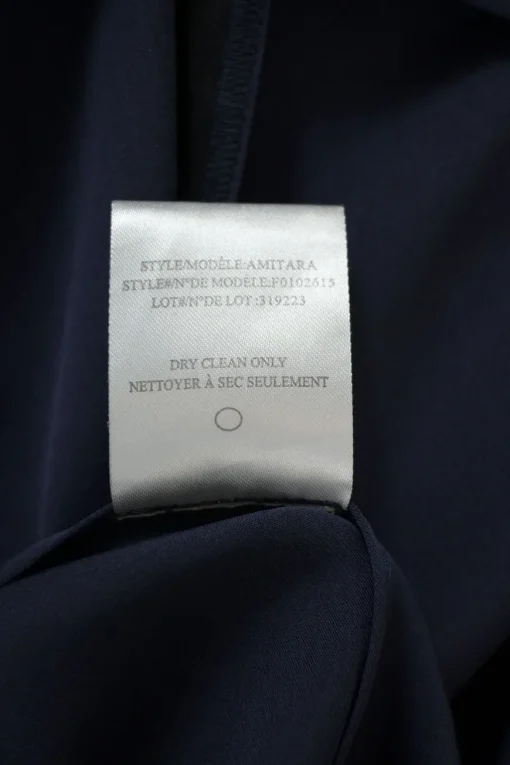 STYLE/MODÈLE:AMITARA
STYLE#/N°DE MODÈLE:F0102615
LOT#/N°DE LOT :319223
DRY CLEAN ONLY
NETTOYER À SEC SEULEMENT